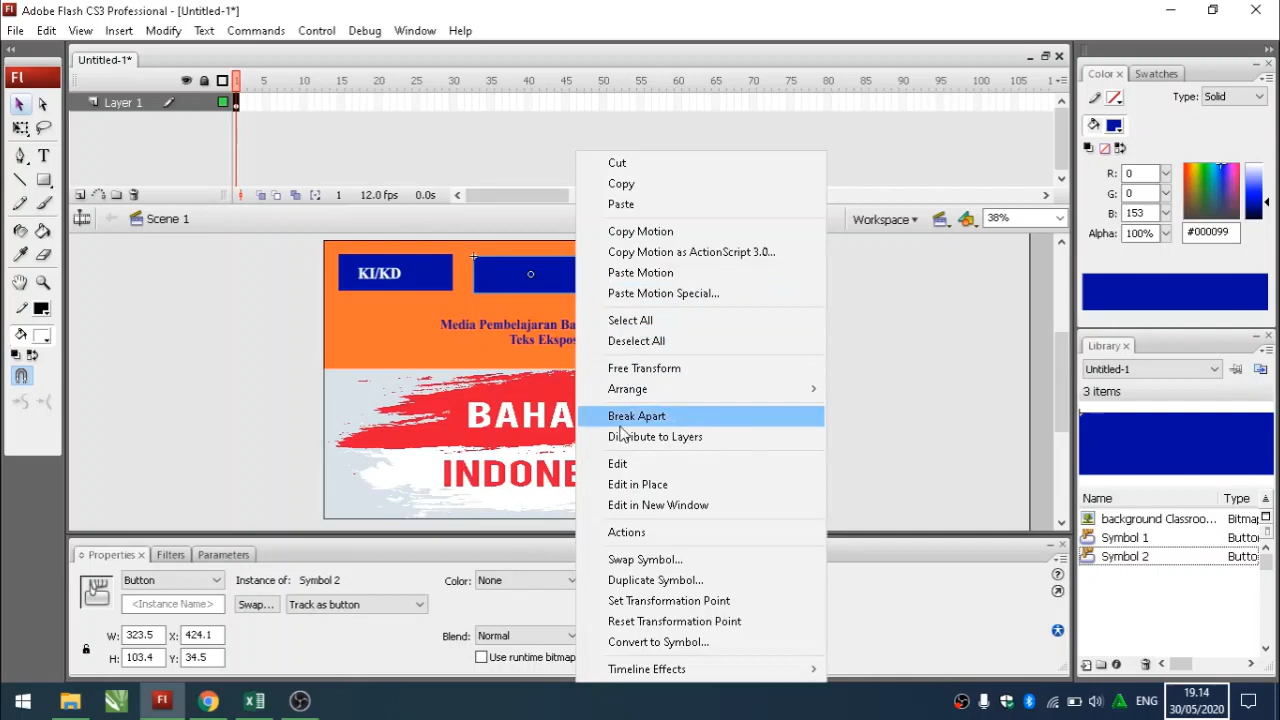 Adobe Flash CS3 Professional - [Untitled-1*]
File Edit View Insert Modify Text Commands Control Debug Window Help
Untitled-1*
1 5 10 15 20 25 30 35 40 45 50 55 60 65 70 75 80 85 90 95 100 105
Layer 1
1 12.0 fps 0.0s
Scene 1
Workspace
38%
KI/KD
Media Pembelajaran Ba
Teks Ekspos
BAHA
INDONE
Cut
Copy
Paste
Copy Motion
Copy Motion as ActionScript 3.0...
Paste Motion
Paste Motion Special...
Select All
Deselect All
Free Transform
Arrange
Break Apart
Distribute to Layers
Edit
Edit in Place
Edit in New Window
Actions
Swap Symbol...
Duplicate Symbol...
Set Transformation Point
Reset Transformation Point
Convert to Symbol...
Timeline Effects
Color Swatches
Type: Solid
R: 0
G: 0
B: 153
Alpha: 100% #000099
Library
Untitled-1
3 items
Name Type
background Classroo... Bitmap
Symbol 1 Button
Symbol 2 Butto
Properties Filters Parameters
Button Instance of: Symbol 2 Color: None
<Instance Name> Swap... Track as button
W: 323.5 X: 424.1 Blend: Normal
H: 103.4 Y: 34.5 Use runtime bitmap
Fl
Fl
Fl
ENG
19.14
30/05/2020